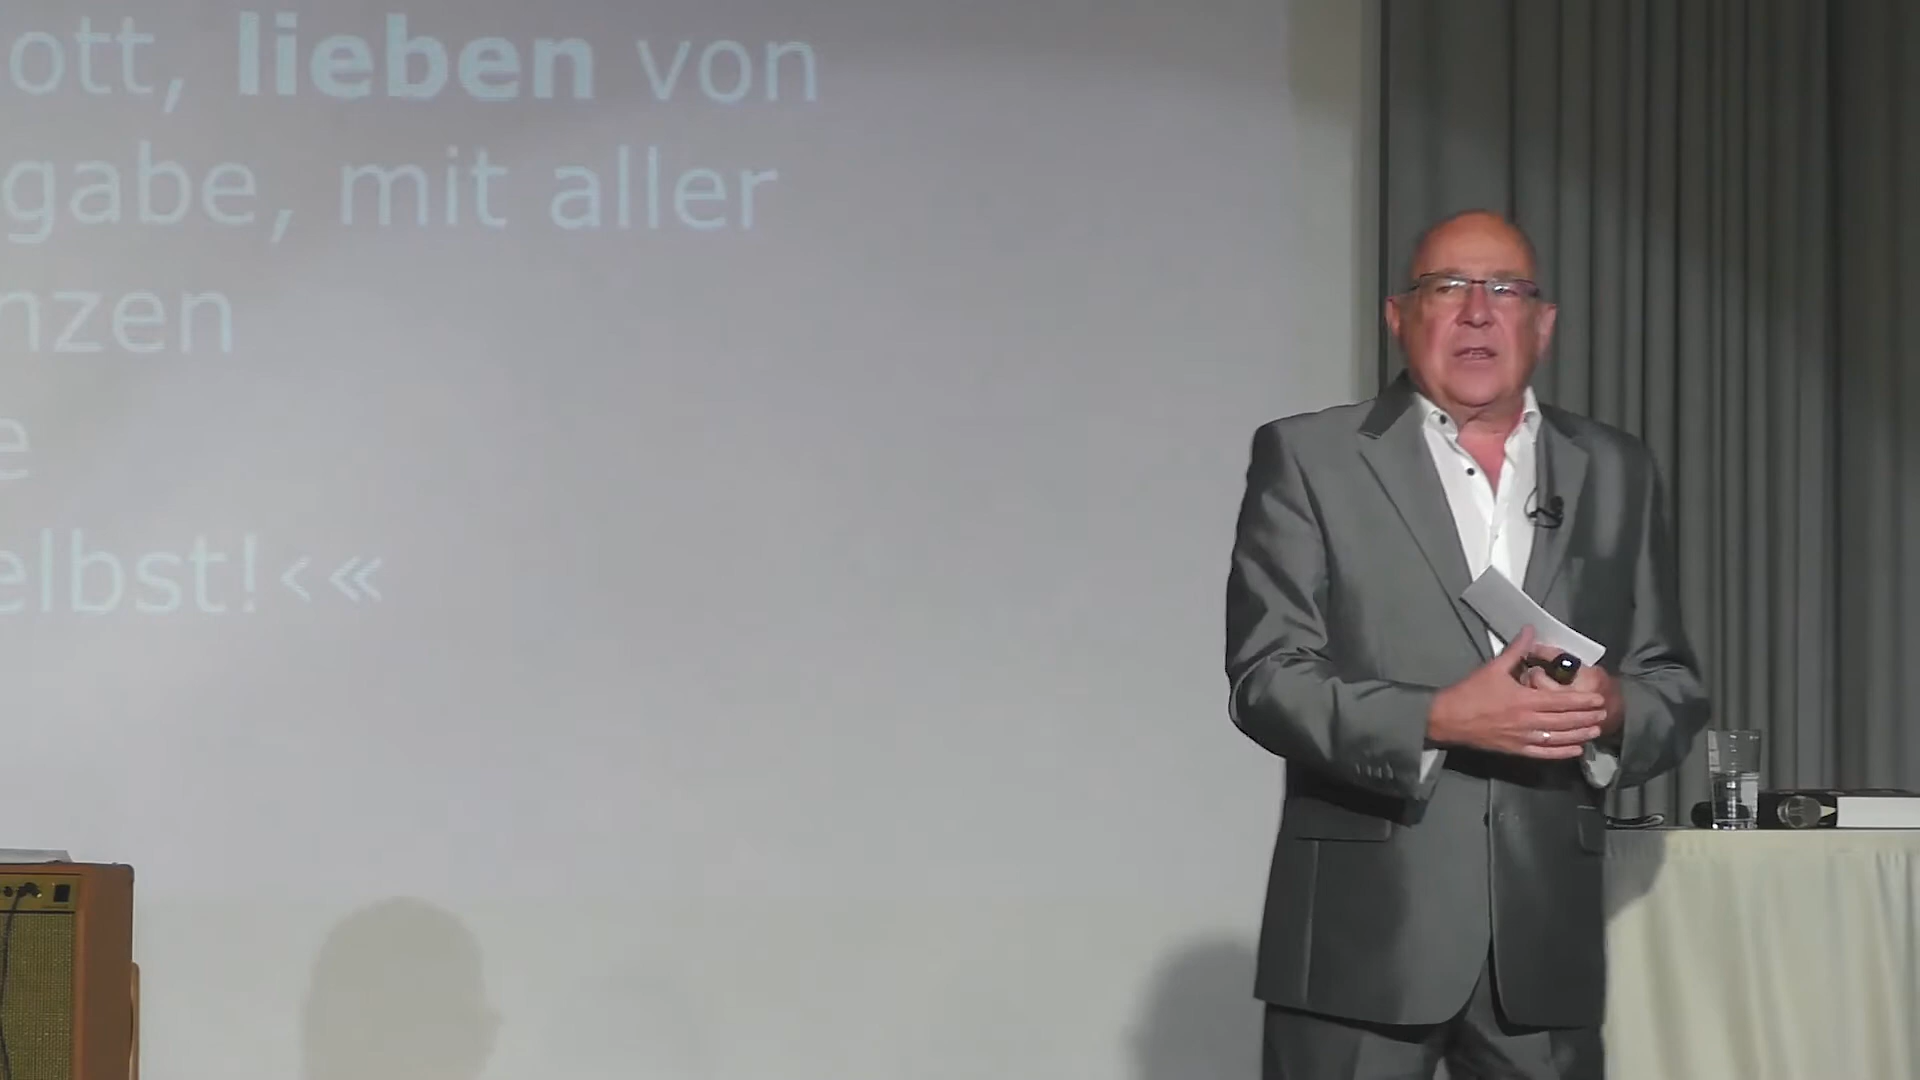 ott, lieben von
gabe, mit aller
nzen
e
elbst!‹«